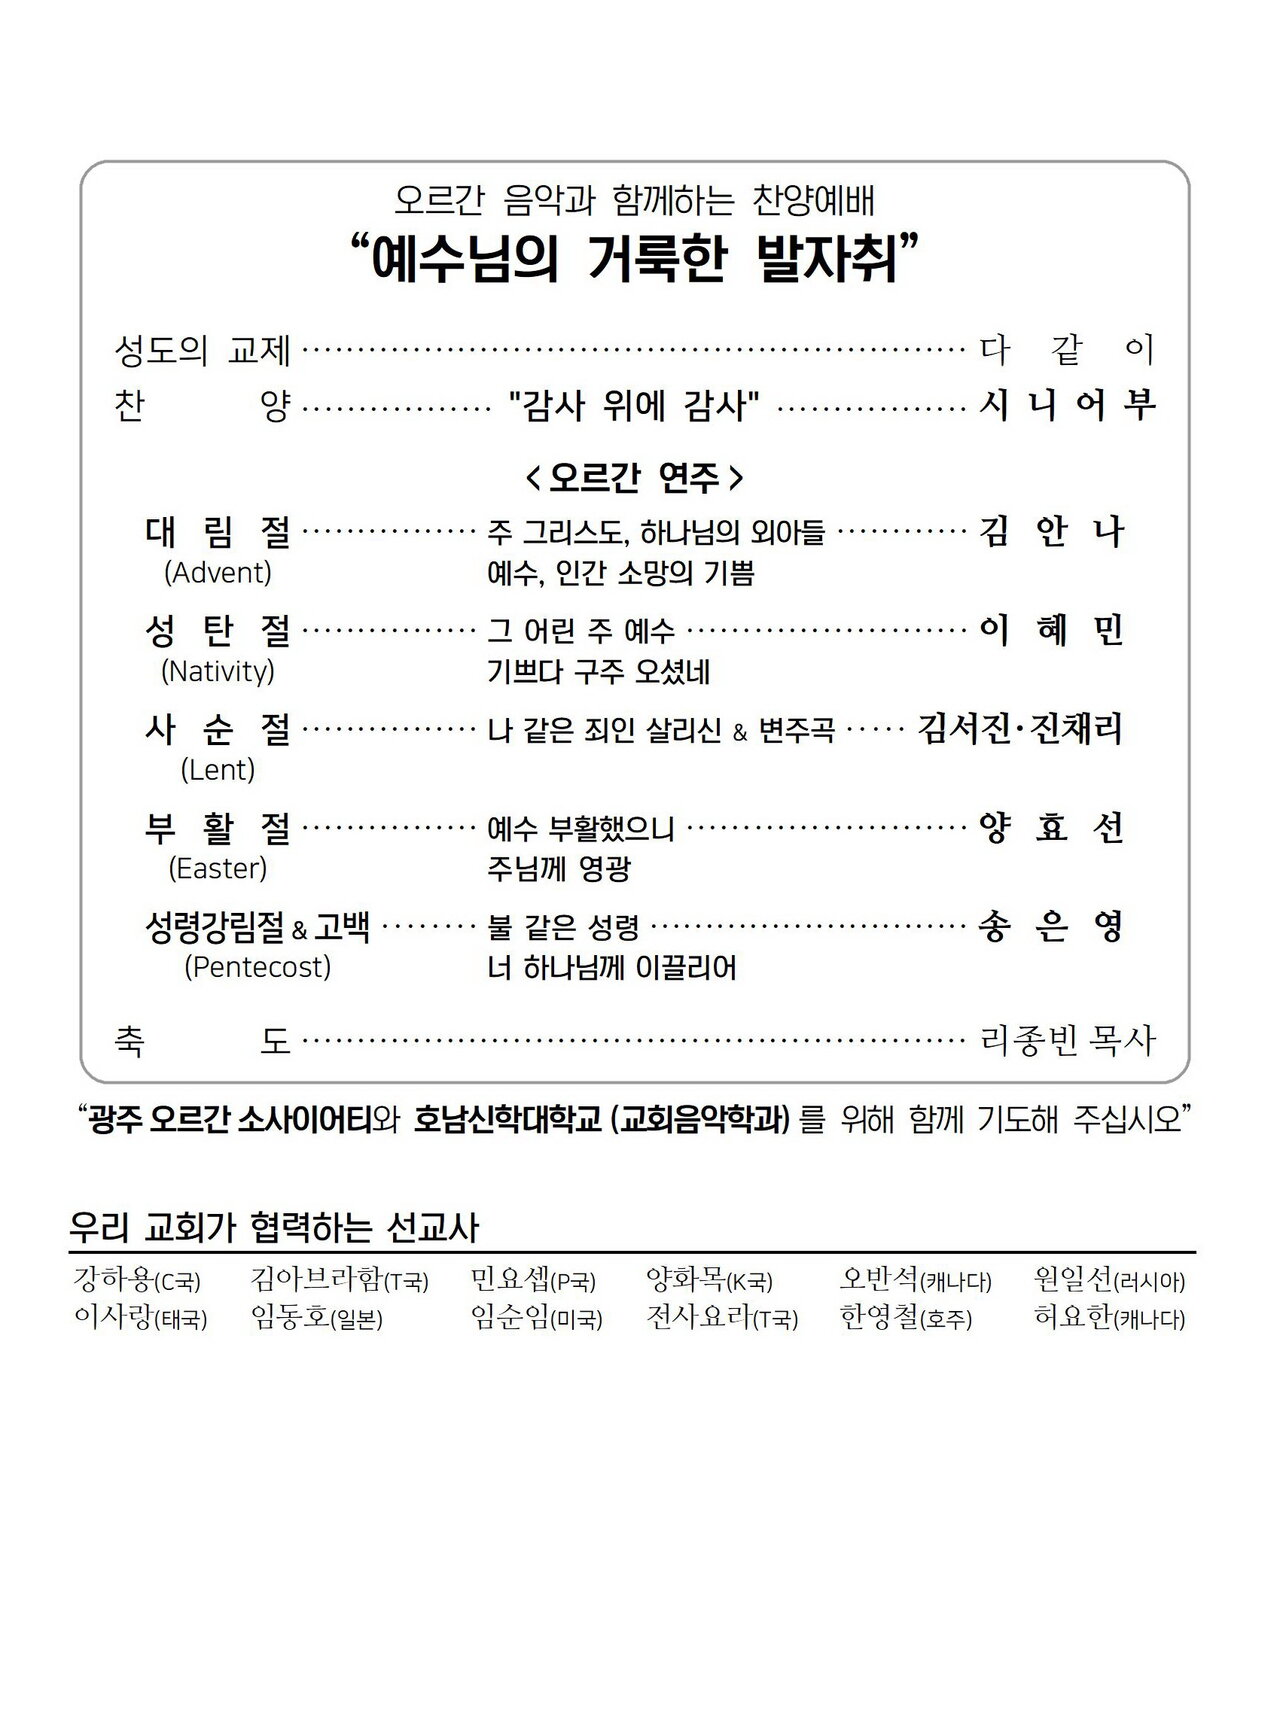 오르간 음악과 함께하는 찬양예배
“예수님의 거룩한 발자취”
성도의 교제 ⋯⋯⋯⋯⋯⋯⋯⋯⋯⋯⋯⋯⋯⋯⋯⋯ 다 같 이
찬 양 ⋯⋯⋯⋯⋯⋯ "감사 위에 감사" ⋯⋯⋯⋯⋯⋯ 시 니 어 부
< 오르간 연주 >
대 림 절 ⋯⋯⋯⋯⋯⋯ 주 그리스도, 하나님의 외아들 ⋯⋯⋯⋯ 김 안 나
(Advent) 예수, 인간 소망의 기쁨
성 탄 절 ⋯⋯⋯⋯⋯⋯ 그 어린 주 예수 ⋯⋯⋯⋯⋯⋯⋯⋯ 이 혜 민
(Nativity) 기쁘다 구주 오셨네
사 순 절 ⋯⋯⋯⋯⋯⋯ 나 같은 죄인 살리신 & 변주곡 ⋯⋯ 김서진·진채리
(Lent)
부 활 절 ⋯⋯⋯⋯⋯⋯ 예수 부활했으니 ⋯⋯⋯⋯⋯⋯⋯⋯ 양 효 선
(Easter) 주님께 영광
성령강림절 & 고백 ⋯⋯⋯ 불 같은 성령 ⋯⋯⋯⋯⋯⋯⋯⋯⋯ 송 은 영
(Pentecost) 너 하나님께 이끌리어
축 도 ⋯⋯⋯⋯⋯⋯⋯⋯⋯⋯⋯⋯⋯⋯⋯⋯ 리종빈 목사
“광주 오르간 소사이어티와 호남신학대학교 (교회음악학과) 를 위해 함께 기도해 주십시오”
우리 교회가 협력하는 선교사
강하용(C국) 김아브라함(T국) 민요셉(P국) 양화목(K국) 오반석(캐나다) 원일선(러시아)
이사랑(태국) 임동호(일본) 임순임(미국) 전사요라(T국) 한영철(호주) 허요한(캐나다)